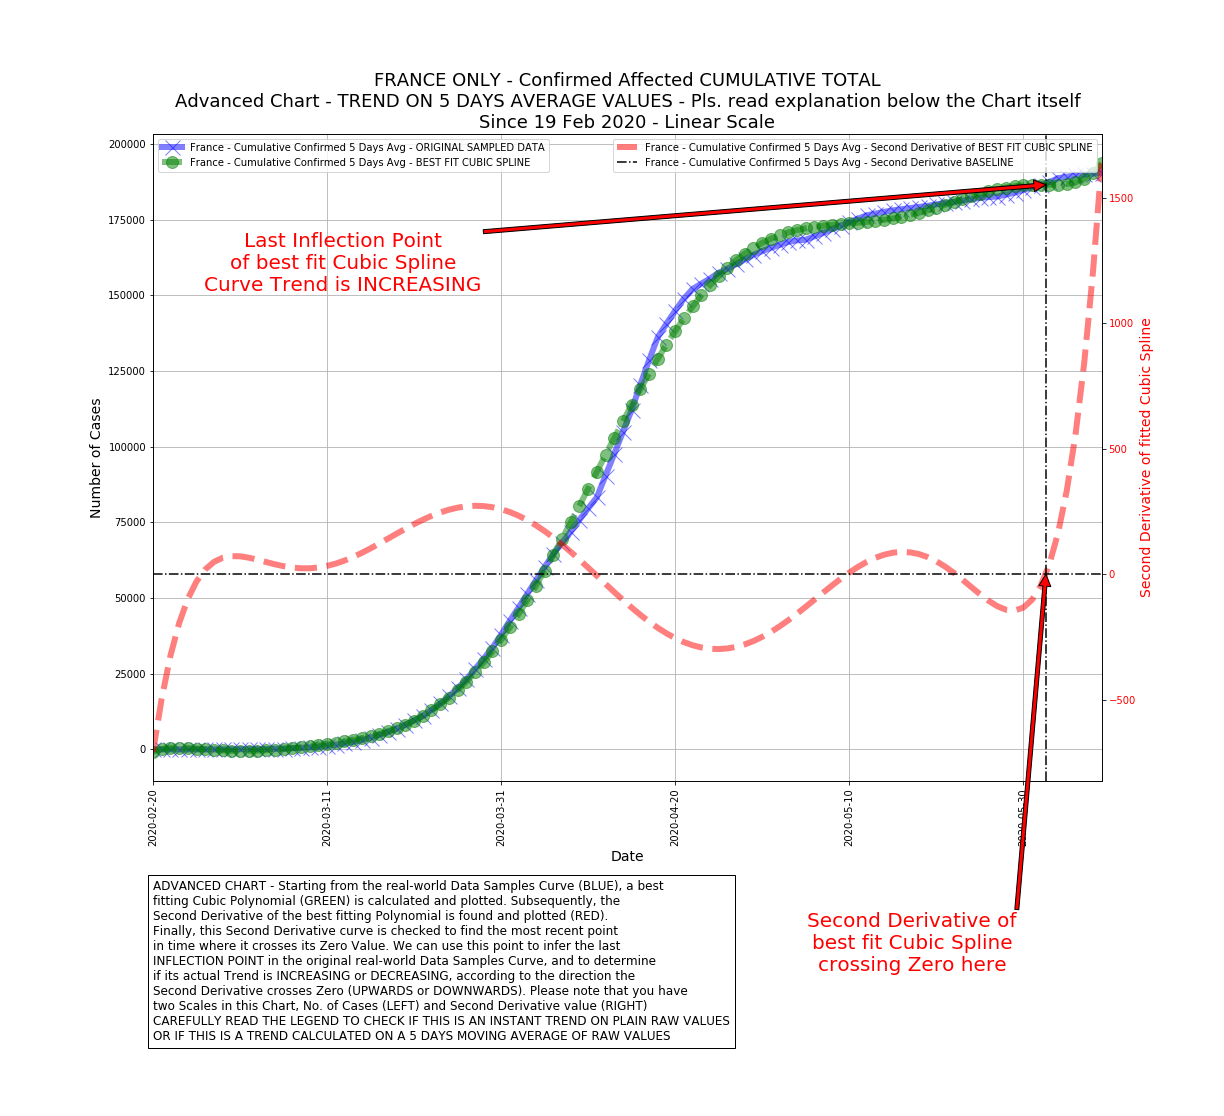 FRANCE ONLY - Confirmed Affected CUMULATIVE TOTAL
Advanced Chart - TREND ON 5 DAYS AVERAGE VALUES - Pls. read explanation below the Chart itself
Since 19 Feb 2020 - Linear Scale
France - Cumulative Confirmed 5 Days Avg - ORIGINAL SAMPLED DATA
France - Cumulative Confirmed 5 Days Avg - BEST FIT CUBIC SPLINE
France - Cumulative Confirmed 5 Days Avg - Second Derivative of BEST FIT CUBIC SPLINE
France - Cumulative Confirmed 5 Days Avg - Second Derivative BASELINE
Last Inflection Point
of best fit Cubic Spline
Curve Trend is INCREASING
Number of Cases
200000
175000
150000
125000
100000
75000
50000
25000
0
1500
1000
500
0
−500
Second Derivative of fitted Cubic Spline
2020-02-20
2020-03-11
2020-03-31
2020-04-20
2020-05-10
2020-05-30
Date
ADVANCED CHART - Starting from the real-world Data Samples Curve (BLUE), a best
fitting Cubic Polynomial (GREEN) is calculated and plotted. Subsequently, the
Second Derivative of the best fitting Polynomial is found and plotted (RED).
Finally, this Second Derivative curve is checked to find the most recent point
in time where it crosses its Zero Value. We can use this point to infer the last
INFLECTION POINT in the original real-world Data Samples Curve, and to determine
if its actual Trend is INCREASING or DECREASING, according to the direction the
Second Derivative crosses Zero (UPWARDS or DOWNWARDS). Please note that you have
two Scales in this Chart, No. of Cases (LEFT) and Second Derivative value (RIGHT)
CAREFULLY READ THE LEGEND TO CHECK IF THIS IS AN INSTANT TREND ON PLAIN RAW VALUES
OR IF THIS IS A TREND CALCULATED ON A 5 DAYS MOVING AVERAGE OF RAW VALUES
Second Derivative of
best fit Cubic Spline
crossing Zero here